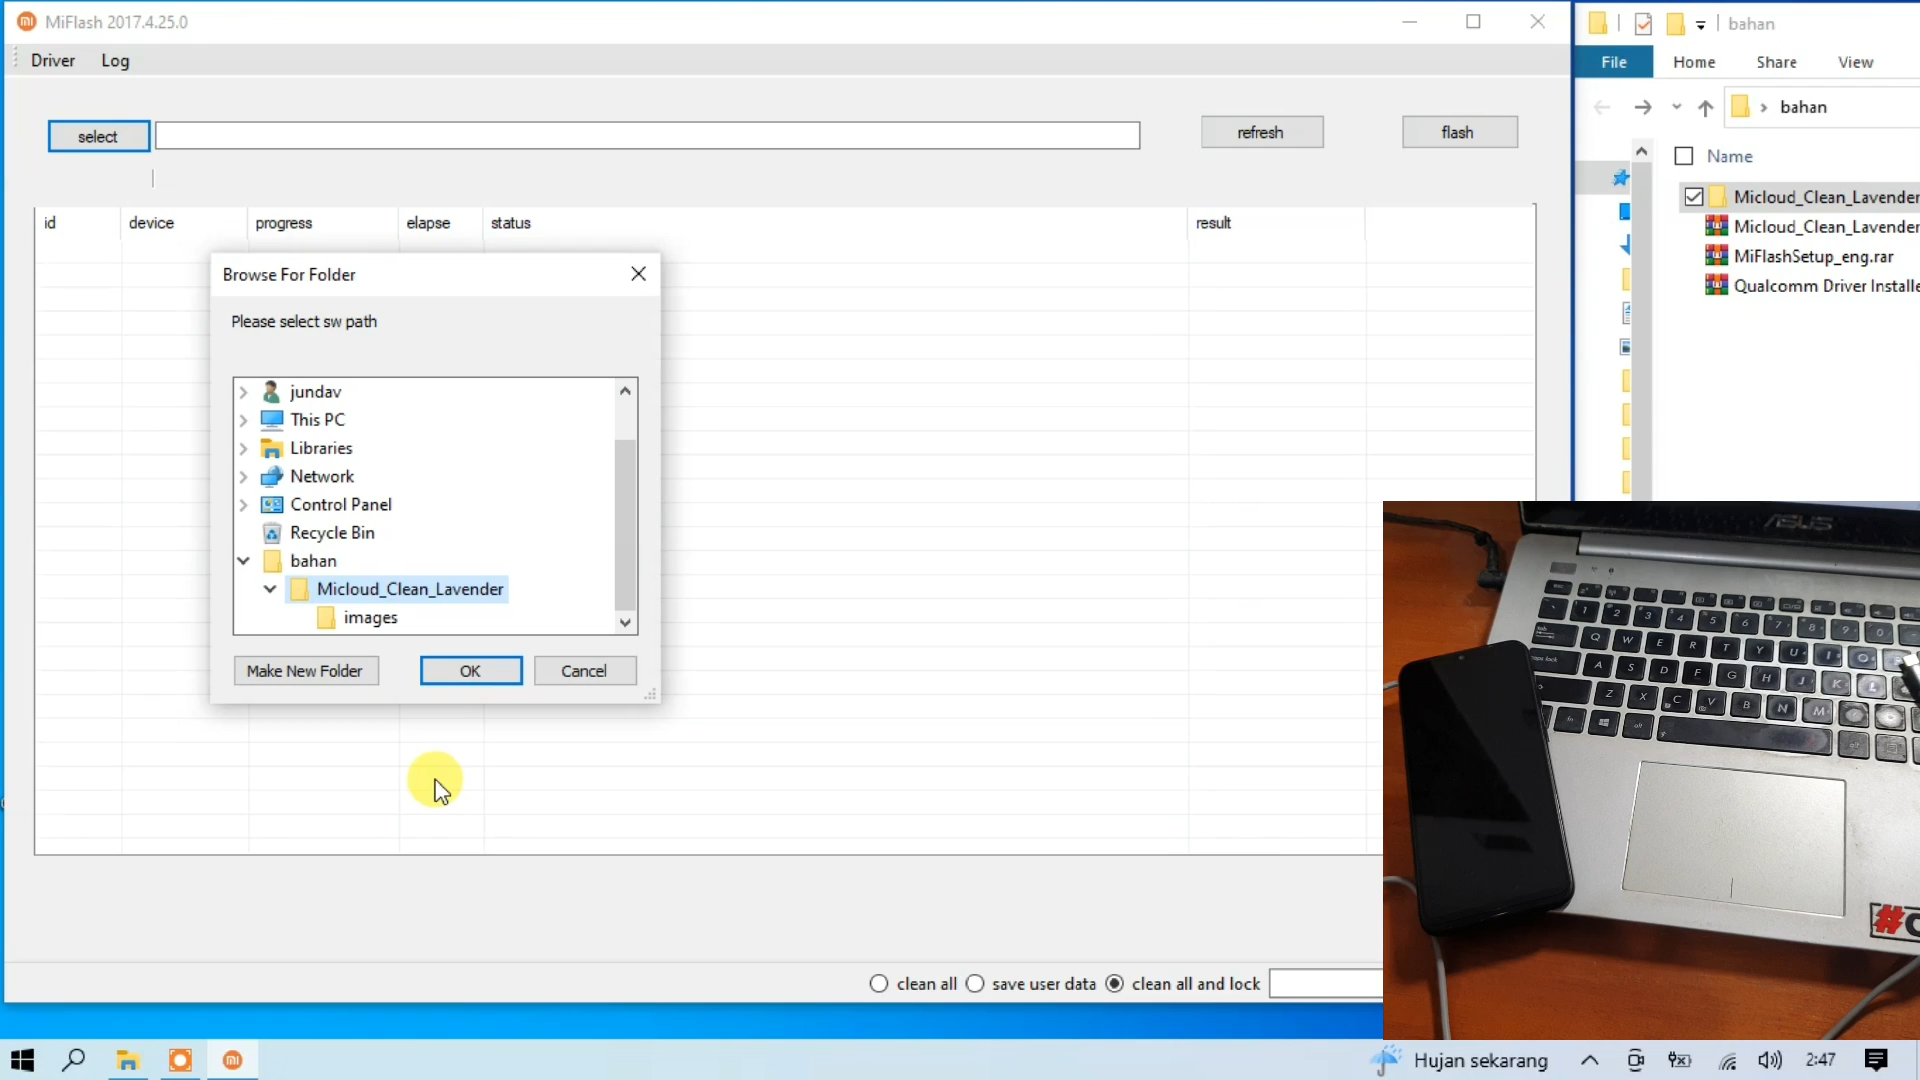 MiFlash 2017.4.25.0
Driver Log
select
refresh
flash
id device progress elapse status result
Browse For Folder
Please select sw path
jundav
This PC
Libraries
Network
Control Panel
Recycle Bin
bahan
Micloud_Clean_Lavender
images
Make New Folder OK Cancel
clean all save user data clean all and lock
bahan
File Home Share View
bahan
Name
Micloud_Clean_Lavender
Micloud_Clean_Lavender
MiFlashSetup_eng.rar
Qualcomm Driver Installe
ASUS
Q W E R T Y U I O
A S D F G H J K L
Z X C V B N M
Hujan sekarang 2:47